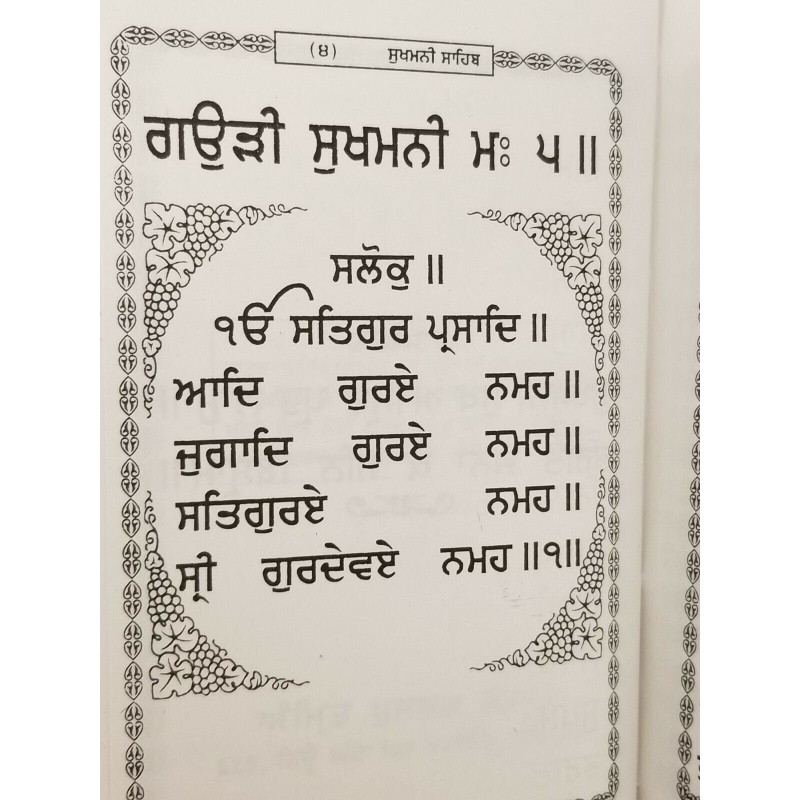 (੪) ਸੁਖਮਨੀ ਸਾਹਿਬ
ਗਉੜੀ ਸੁਖਮਨੀ ਮਃ ੫ ॥
ਸਲੋਕੁ ॥
ੴ ਸਤਿਗੁਰ ਪ੍ਰਸਾਦਿ ॥
ਆਦਿ ਗੁਰਏ ਨਮਹ ॥
ਜੁਗਾਦਿ ਗੁਰਏ ਨਮਹ ॥
ਸਤਿਗੁਰਏ ਨਮਹ ॥
ਸ੍ਰੀ ਗੁਰਦੇਵਏ ਨਮਹ ॥੧॥